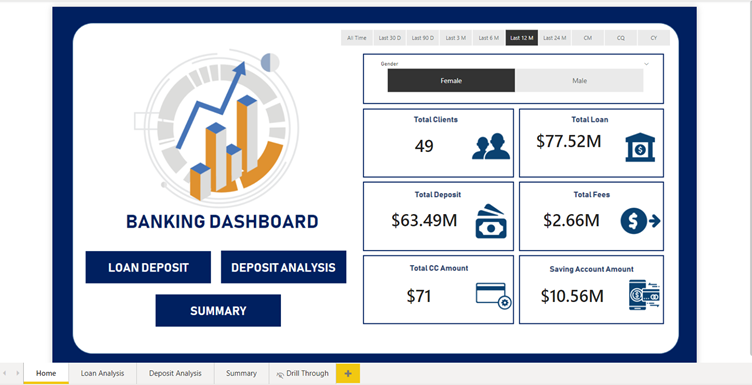 All Time Last 30 D Last 90 D Last 3 M Last 6 M Last 12 M Last 24 M CM CQ CY
Gender
Female Male
Total Clients
49
Total Loan
$77.52M
Total Deposit
$63.49M
Total Fees
$2.66M
Total CC Amount
$71
Saving Account Amount
$10.56M
BANKING DASHBOARD
LOAN DEPOSIT DEPOSIT ANALYSIS
SUMMARY
Home Loan Analysis Deposit Analysis Summary Drill Through +